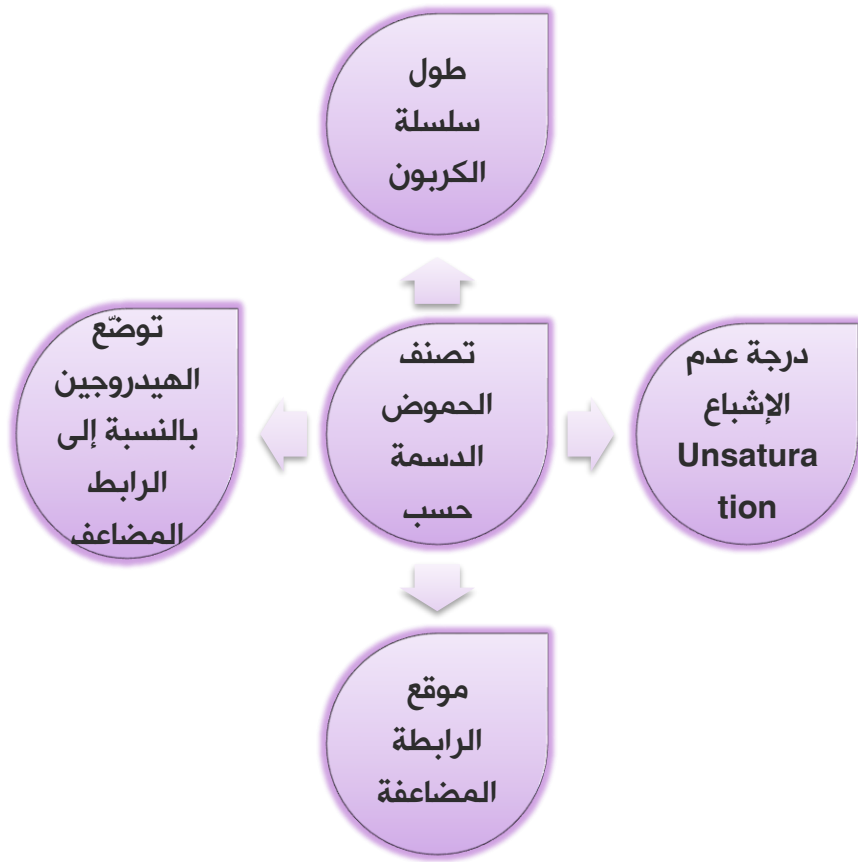 طول
سلسلة
الكربون
توضّع
الهيدروجين
بالنسبة إلى
الرابط
المضاعف
تصنف
الحموض
الدسمة
حسب
درجة عدم
الإشباع
Unsatura
tion
موقع
الرابطة
المضاعفة